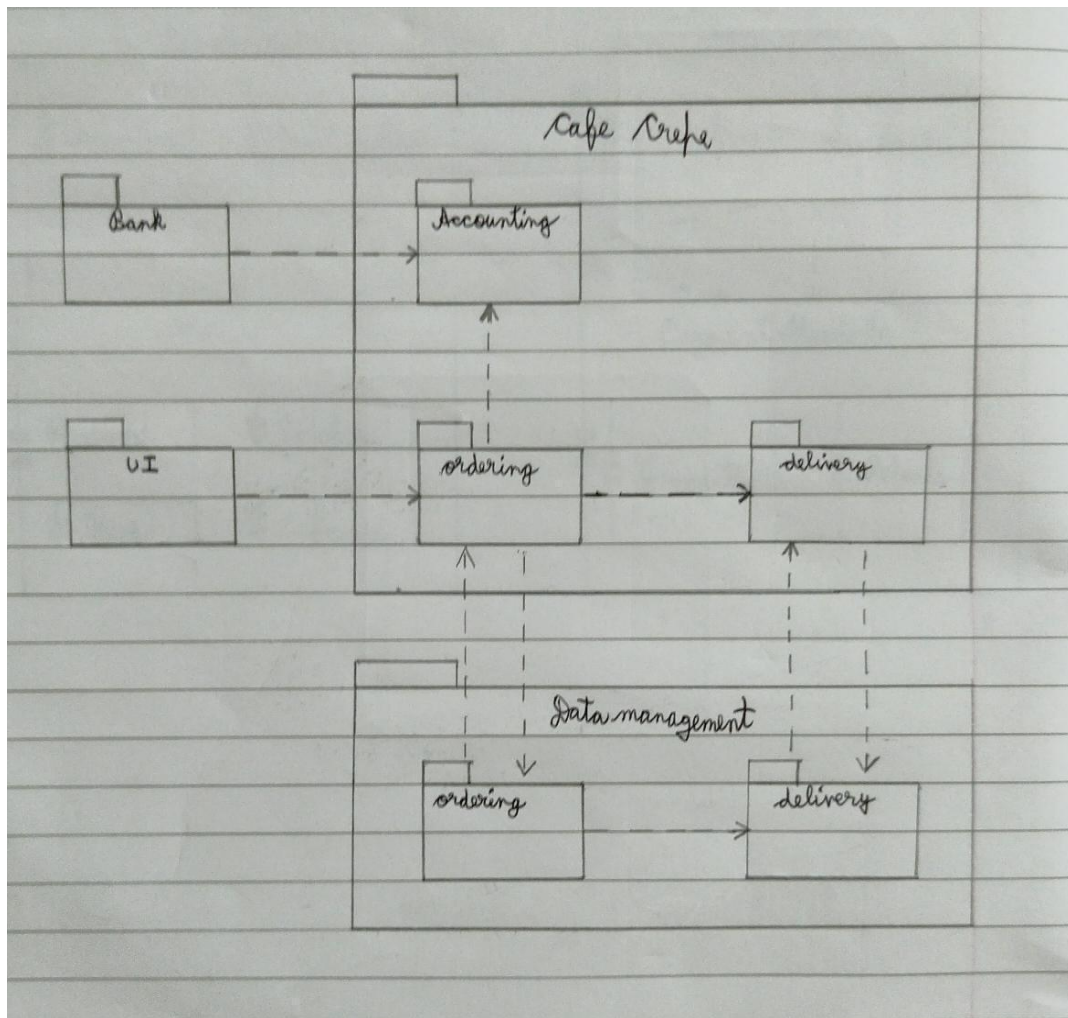 Cafe Crepe
Bank
Accounting
UI
ordering
delivery
Data management
ordering
delivery